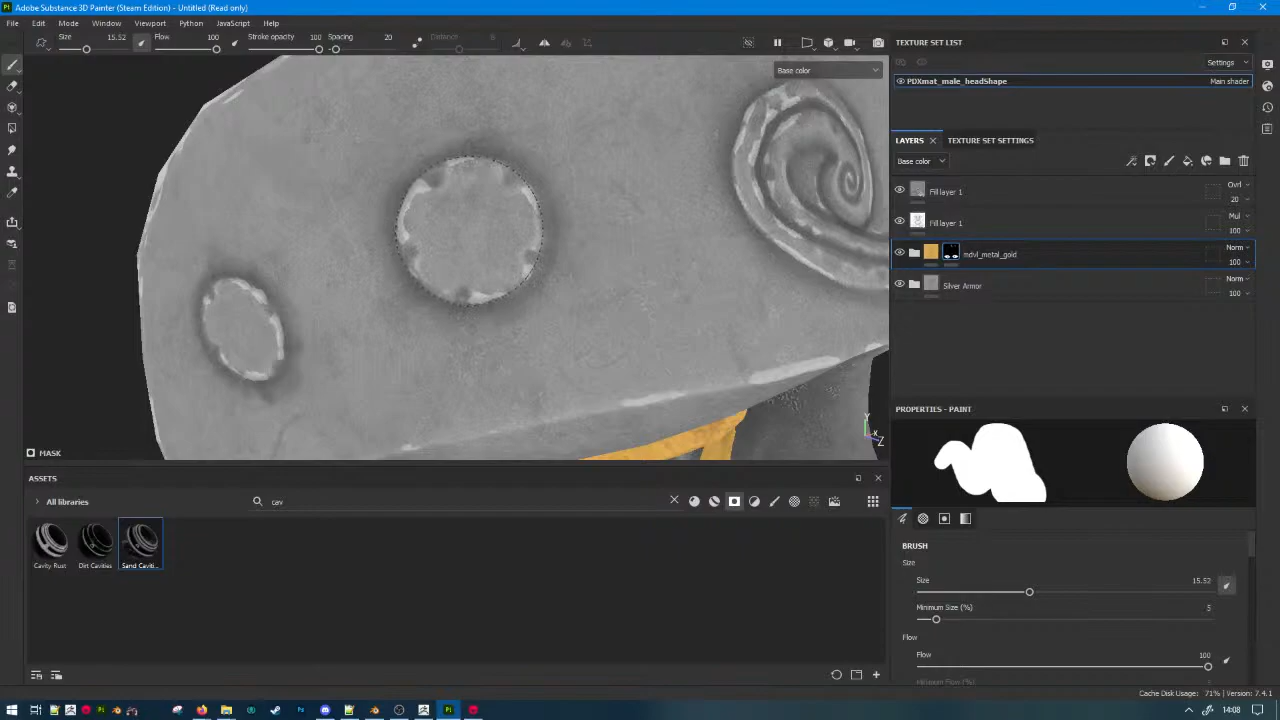 Adobe Substance 3D Painter (Steam Edition) - Untitled (Read only)
File Edit Mode Window Viewport Python JavaScript Help
Size 15.52 Flow 100 Stroke opacity 100 Spacing 20 Distance
Base color
MASK
Y
X
Z
ASSETS
All libraries
cav
Cavity Rust Dirt Cavities Sand Caviti...
TEXTURE SET LIST
Settings
PDXmat_male_headShape Main shader
LAYERS TEXTURE SET SETTINGS
Base color
Fill layer 1 Ovrl
20
Fill layer 1 Mul
100
mdvl_metal_gold Norm
100
Silver Armor Norm
100
PROPERTIES - PAINT
BRUSH
Size
Size 15.52
Minimum Size (%) 5
Flow
Flow 100
Cache Disk Usage: 71% | Version: 7.4.1
14:08